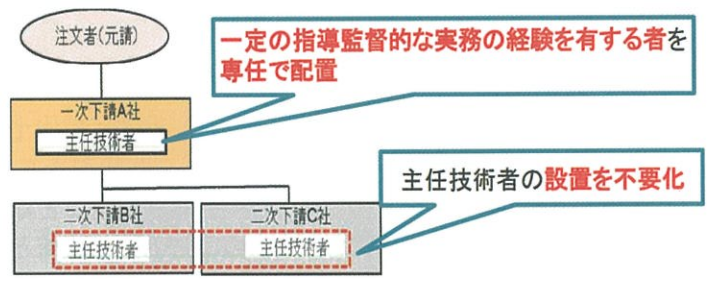 注文者(元請)
一定の指導監督的な実務の経験を有する者を
専任で配置
一次下請A社
主任技術者
主任技術者の設置を不要化
二次下請B社
二次下請C社
主任技術者
主任技術者